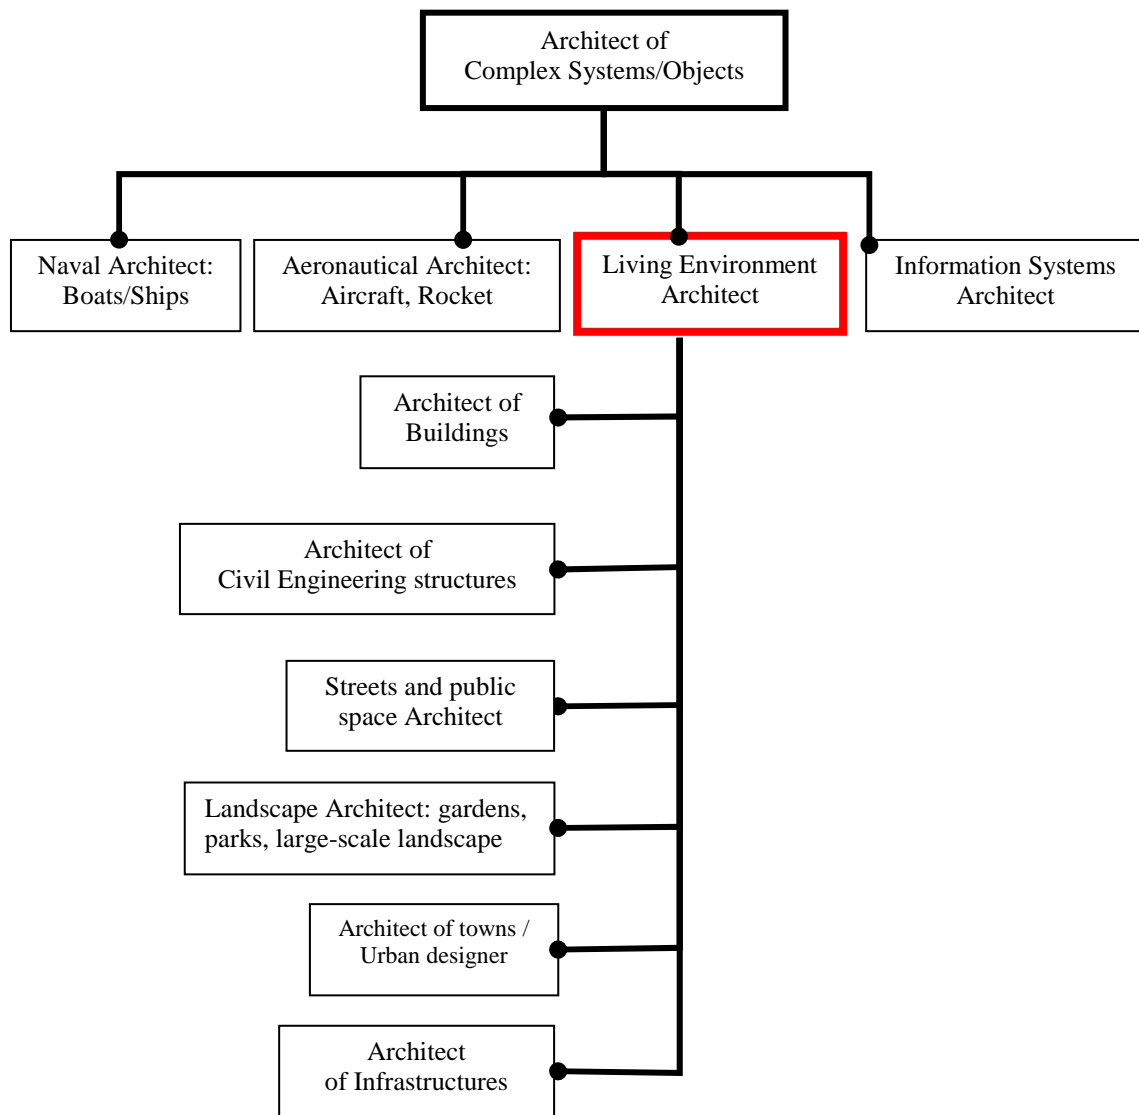 Architect of
Complex Systems/Objects
Naval Architect:
Boats/Ships
Aeronautical Architect:
Aircraft, Rocket
Living Environment
Architect
Information Systems
Architect
Architect of
Buildings
Architect of
Civil Engineering structures
Streets and public
space Architect
Landscape Architect: gardens,
parks, large-scale landscape
Architect of towns /
Urban designer
Architect
of Infrastructures